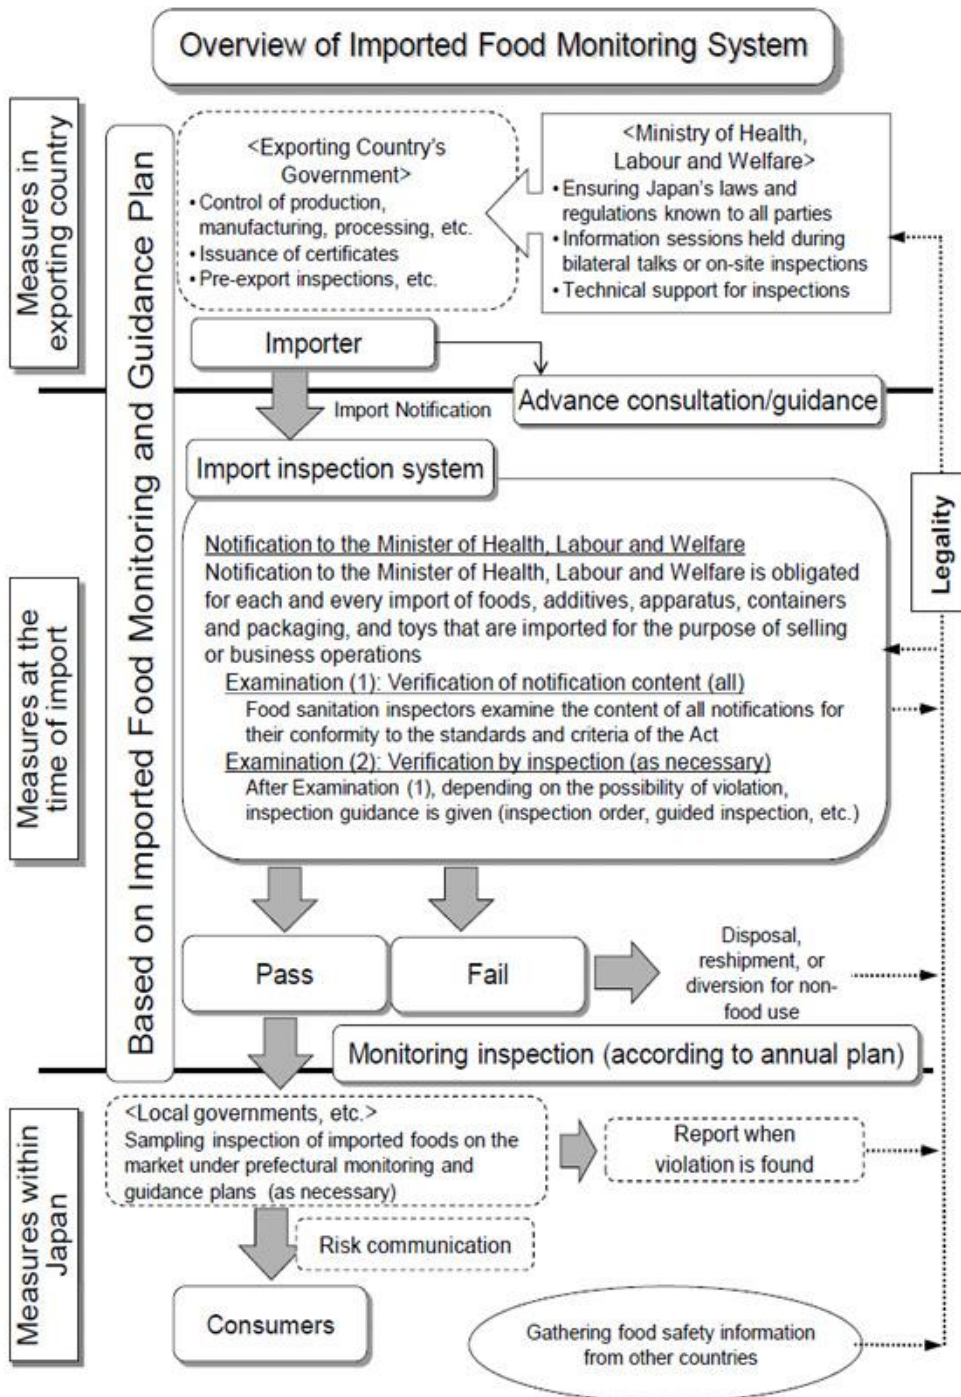 Overview of Imported Food Monitoring System
Measures in
exporting country
Based on Imported Food Monitoring and Guidance Plan
<Exporting Country's
Government>
• Control of production,
manufacturing, processing, etc.
• Issuance of certificates
• Pre-export inspections, etc.
<Ministry of Health,
Labour and Welfare>
• Ensuring Japan's laws and
regulations known to all parties
• Information sessions held during
bilateral talks or on-site inspections
• Technical support for inspections
Importer
Advance consultation/guidance
Import Notification
Legality
Measures at the
time of import
Import inspection system
Notification to the Minister of Health, Labour and Welfare
Notification to the Minister of Health, Labour and Welfare is obligated
for each and every import of foods, additives, apparatus, containers
and packaging, and toys that are imported for the purpose of selling
or business operations
Examination (1): Verification of notification content (all)
Food sanitation inspectors examine the content of all notifications for
their conformity to the standards and criteria of the Act
Examination (2): Verification by inspection (as necessary)
After Examination (1), depending on the possibility of violation,
inspection guidance is given (inspection order, guided inspection, etc.)
Pass
Fail
Disposal,
reshipment, or
diversion for non-
food use
Monitoring inspection (according to annual plan)
Measures within
Japan
<Local governments, etc.>
Sampling inspection of imported foods on the
market under prefectural monitoring and
guidance plans (as necessary)
Report when
violation is found
Risk communication
Consumers
Gathering food safety information
from other countries